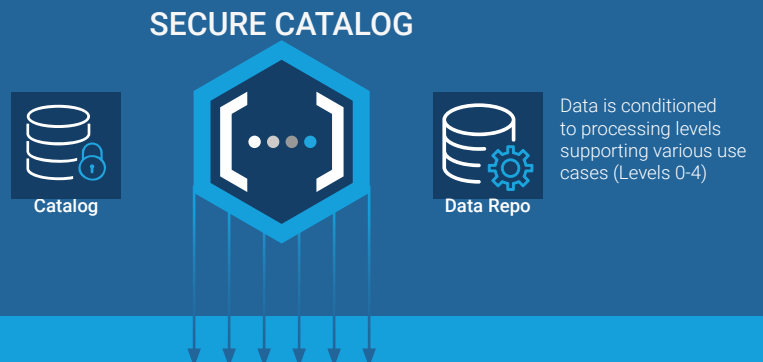 SECURE CATALOG
Catalog
Data Repo
Data is conditioned
to processing levels
supporting various use
cases (Levels 0-4)